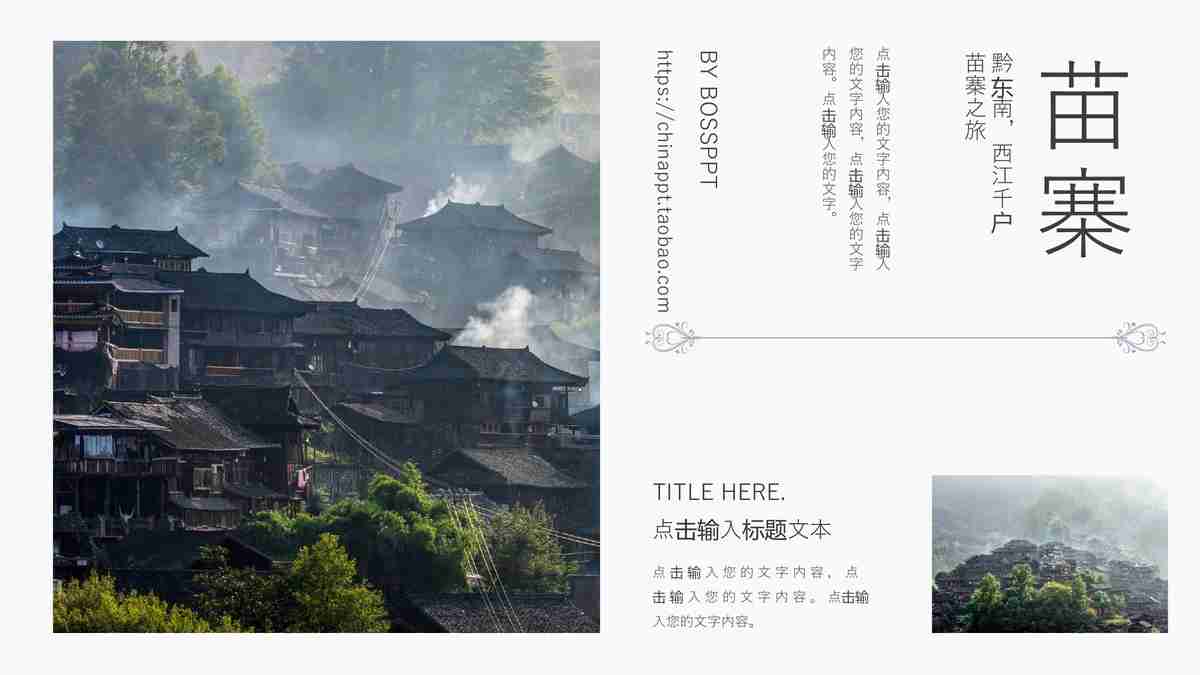 苗寨
黔东南，西江千户
苗寨之旅
点击输入您的文字内容，点击输入
您的文字内容，点击输入您的文字
内容。点击输入您的文字。
BY BOSSPPT
https://chinappt.taobao.com
TITLE HERE.
点击输入标题文本
点击输入您的文字内容，点
击输入您的文字内容。点击输
入您的文字内容。